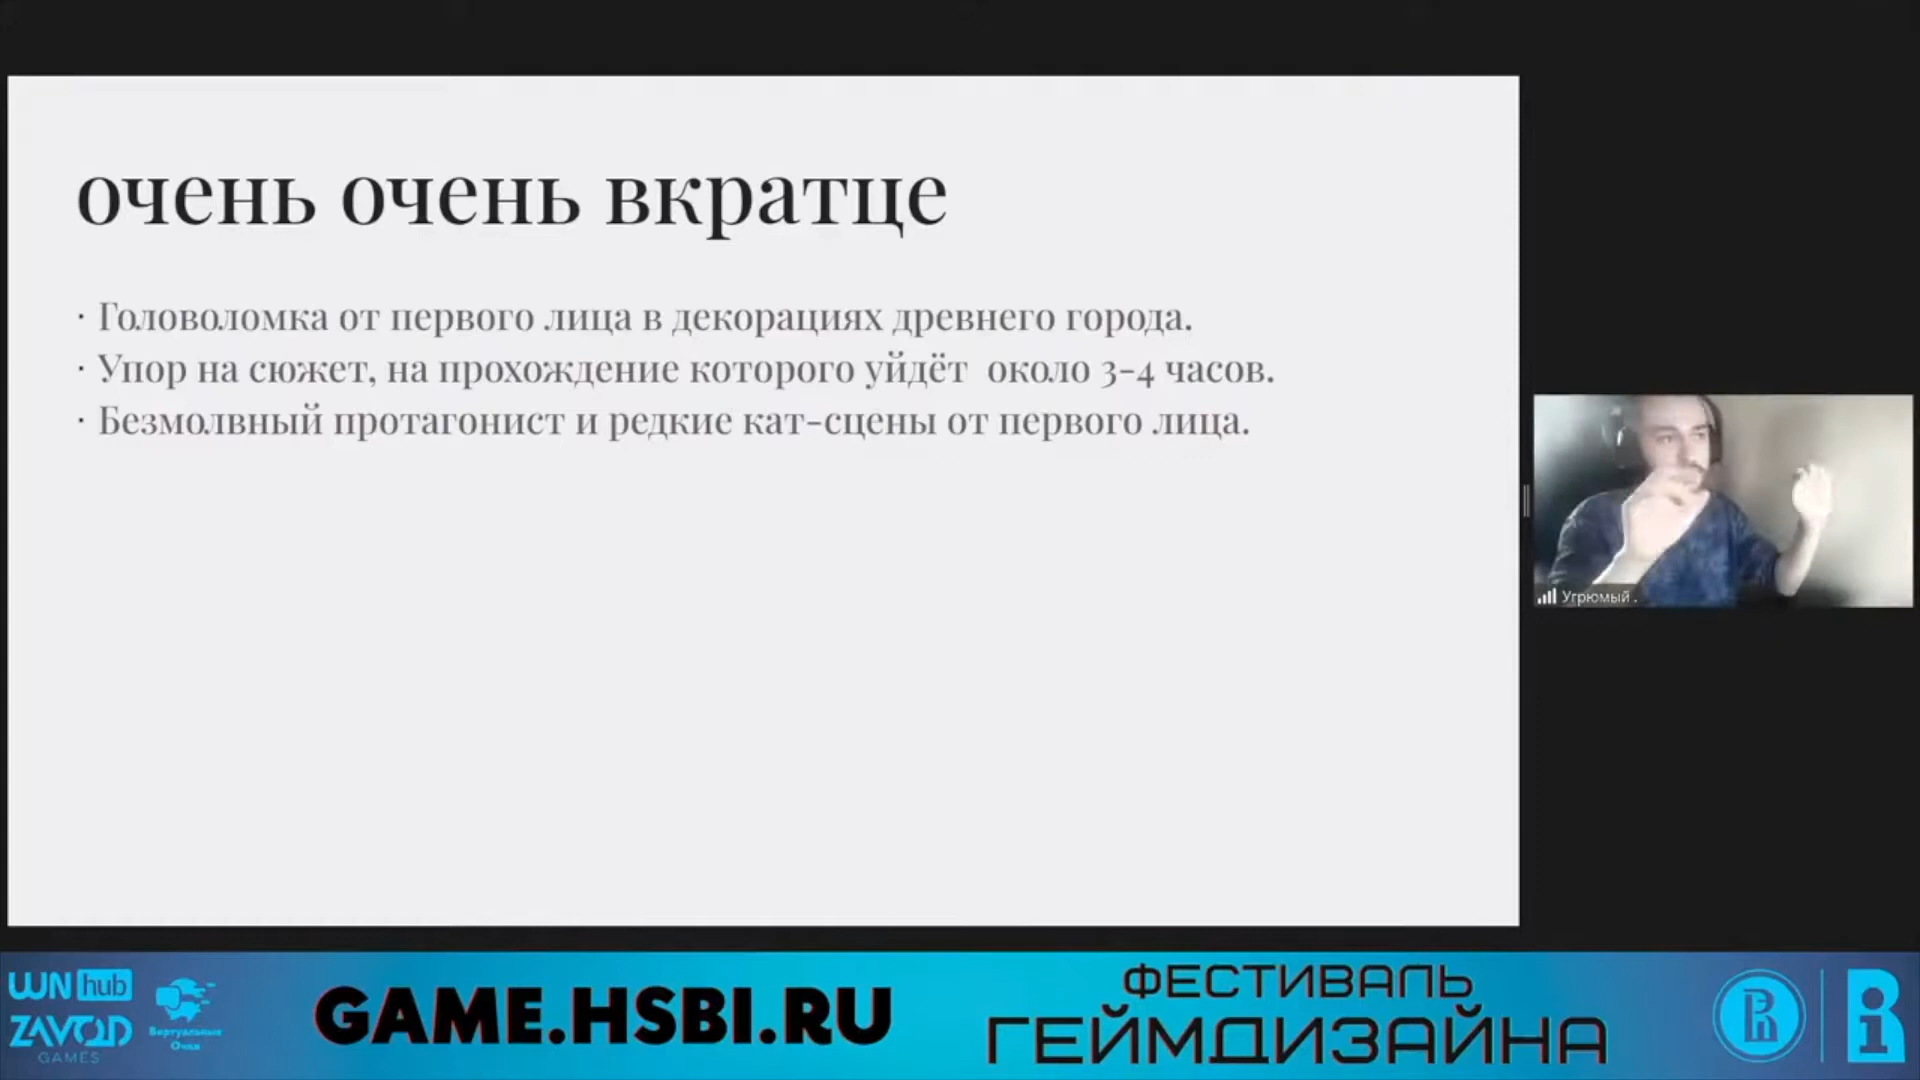 очень очень вкратце
· Головоломка от первого лица в декорациях древнего города.
· Упор на сюжет, на прохождение которого уйдёт  около 3-4 часов.
· Безмолвный протагонист и редкие кат-сцены от первого лица.
Угрюмый .
WN hub
ZAVOD
GAMES
Виртуальные
Очки
GAME.HSBI.RU
ФЕСТИВАЛЬ
ГЕЙМДИЗАЙНА